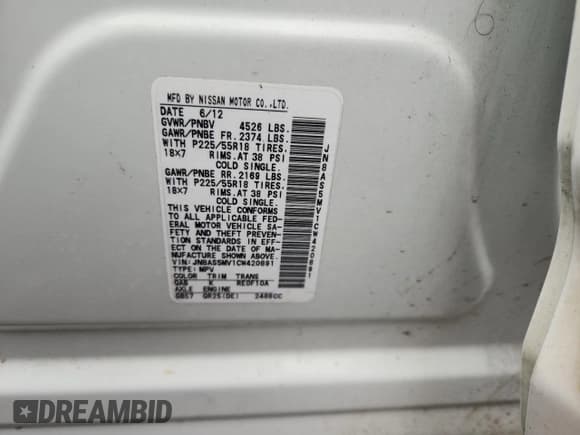 MFD BY NISSAN MOTOR CO.,LTD.
DATE 6/12
GVWR/PNBV 4526 LBS.
GAWR/PNBE FR. 2374 LBS.
WITH P225/55R18 TIRES.
18X7 RIMS.AT 38 PSI
COLD SINGLE.
GAWR/PNBE RR. 2169 LBS.
WITH P225/55R18 TIRES.
18X7 RIMS.AT 38 PSI
COLD SINGLE.
THIS VEHICLE CONFORMS
TO ALL APPLICABLE FED-
ERAL MOTOR VEHICLE SA-
FETY AND THEFT PREVEN-
TION STANDARDS IN EFF-
ECT ON THE DATE OF MA-
NUFACTURE SHOWN ABOVE
VIN: JN8AS5MV1CW420891
TYPE: MPV
COLOR TRIM TRANS
QAB K RE0F10A
AXLE ENGINE
GB57 QR25(DE) 2488CC
JN8AS5MV1CW420891
DREAMBID